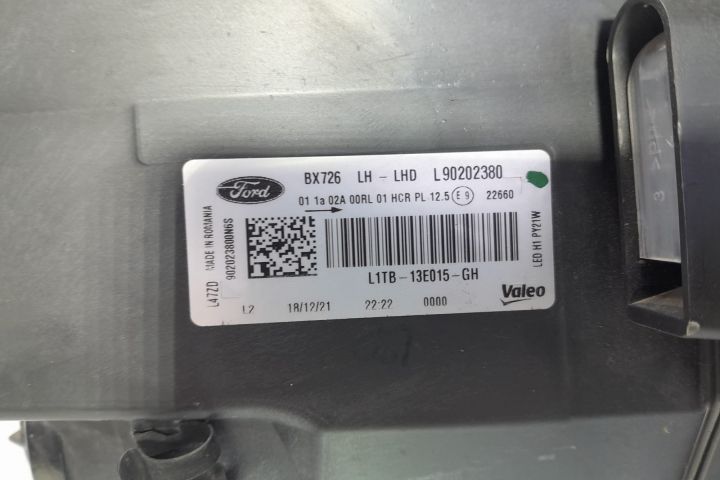 Ford
BX726 LH - LHD L90202380
01 1a 02A 00RL 01 HCR PL 12.5 E9 22660
L47ZD MADE IN ROMANIA
902023800N6S
LED H1 PY21W
L1TB-13E015-GH
Valeo
L2 18/12/21 22:22 0000